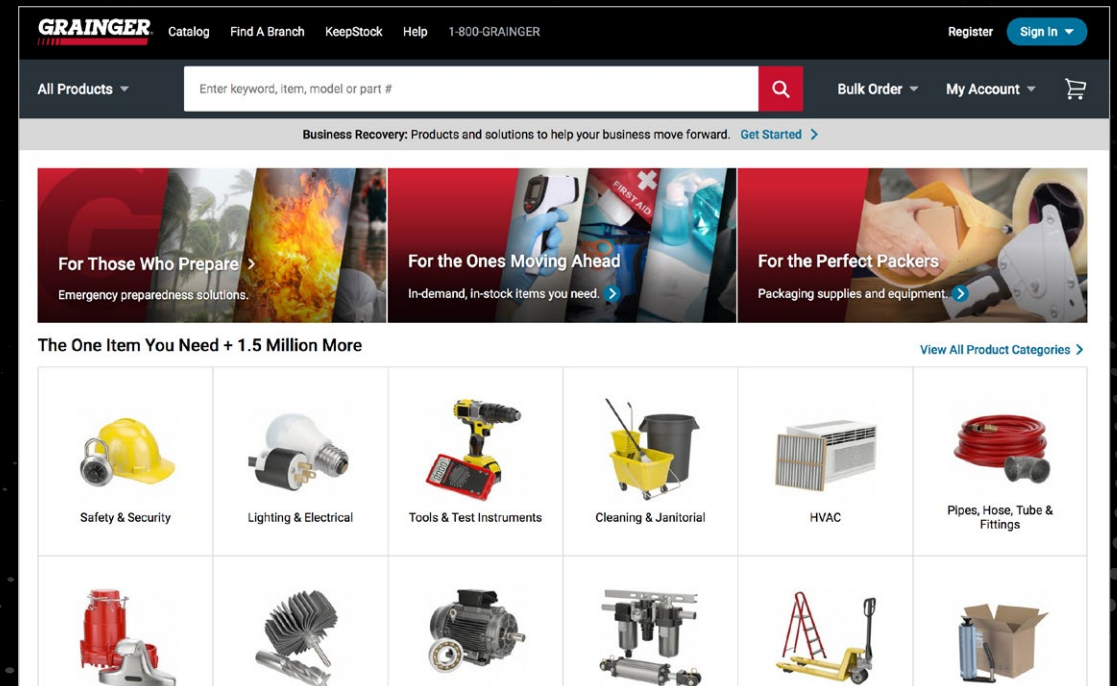 GRAINGER
Catalog
Find A Branch
KeepStock
Help
1-800-GRAINGER
Register
Sign In
All Products
Enter keyword, item, model or part #
Bulk Order
My Account
Business Recovery: Products and solutions to help your business move forward. Get Started
FIRST AID
For Those Who Prepare
Emergency preparedness solutions.
For the Ones Moving Ahead
In-demand, in-stock items you need.
For the Perfect Packers
Packaging supplies and equipment.
The One Item You Need + 1.5 Million More
View All Product Categories
Safety & Security
Lighting & Electrical
Tools & Test Instruments
Cleaning & Janitorial
HVAC
Pipes, Hose, Tube &
Fittings